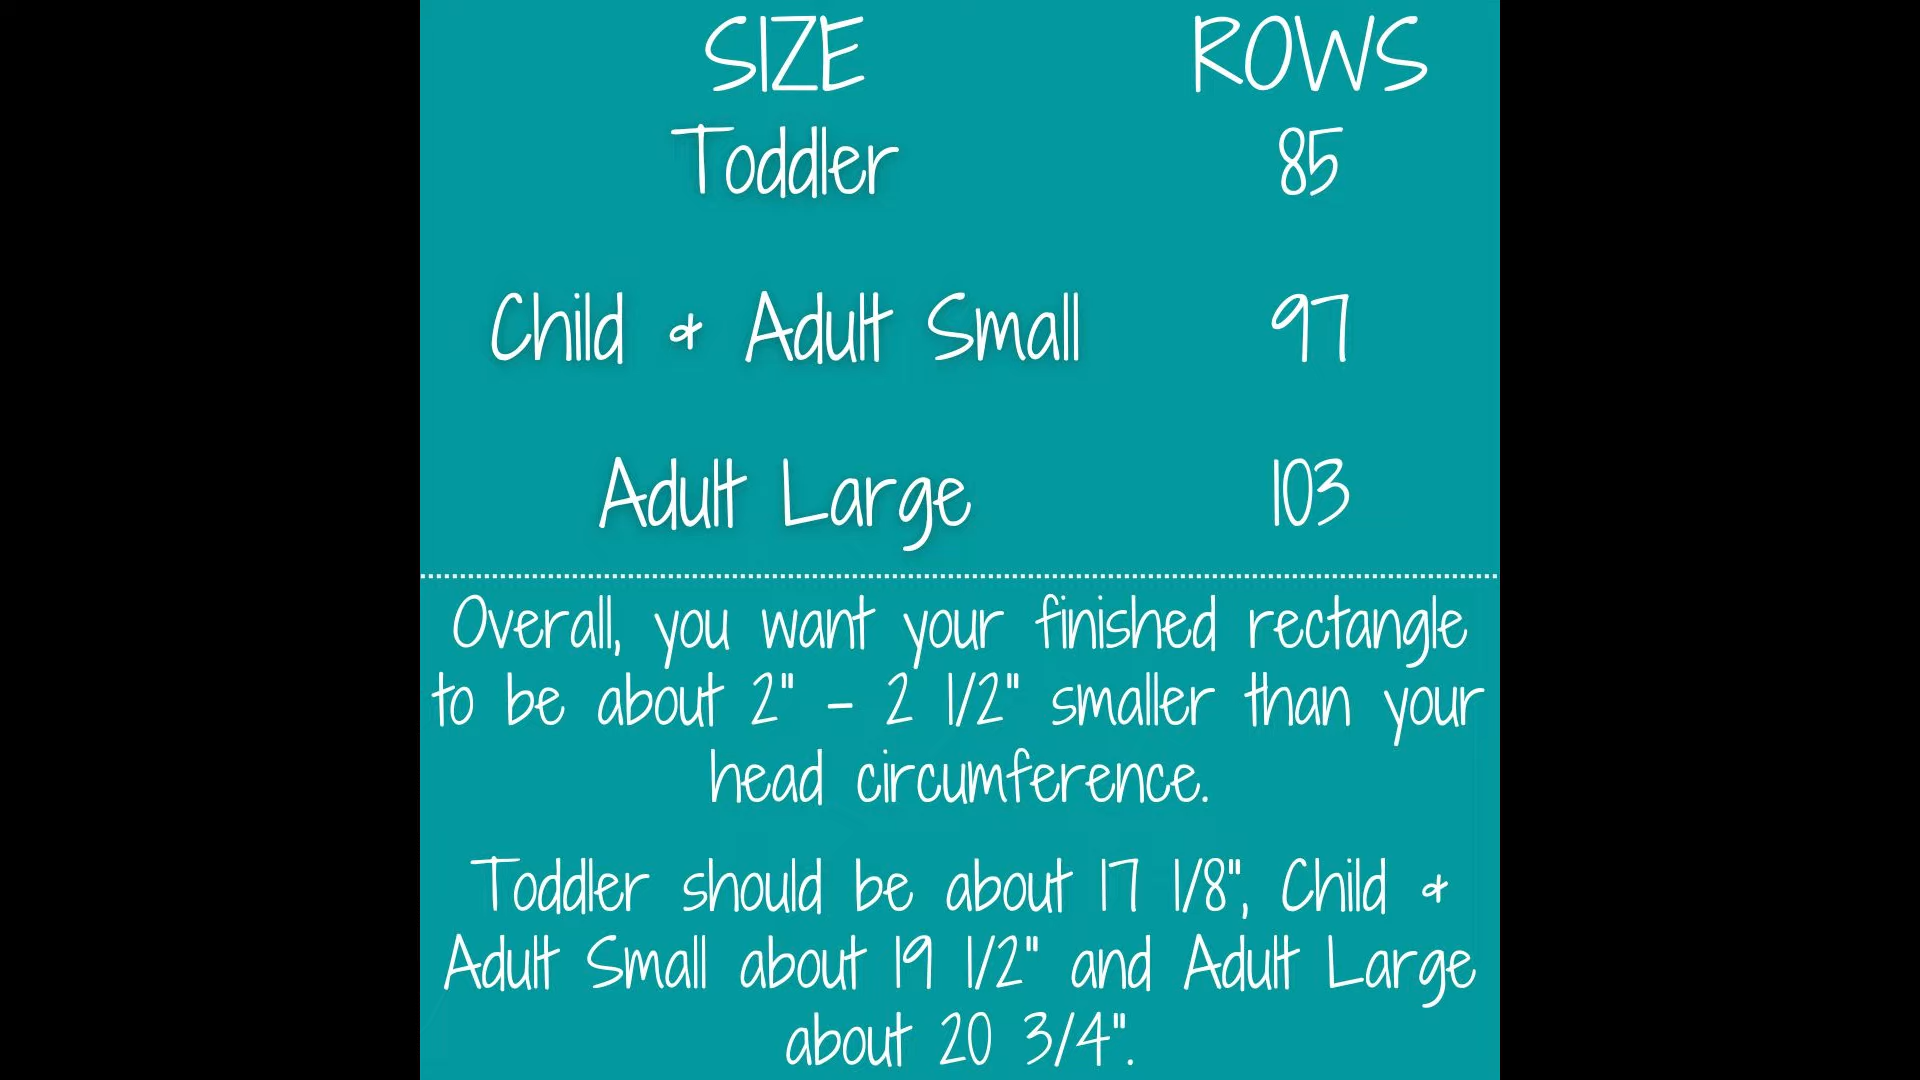 SIZE ROWS
Toddler 85
Child & Adult Small 97
Adult Large 103
Overall, you want your finished rectangle
to be about 2" - 2 1/2" smaller than your
head circumference.
Toddler should be about 17 1/8", Child &
Adult Small about 19 1/2" and Adult Large
about 20 3/4".